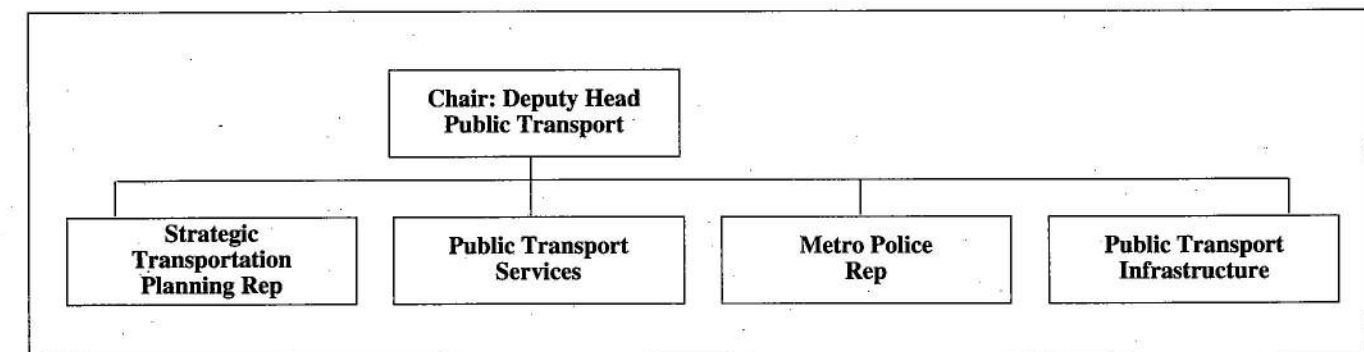 Chair: Deputy Head
Public Transport
Strategic
Transportation
Planning Rep
Public Transport
Services
Metro Police
Rep
Public Transport
Infrastructure